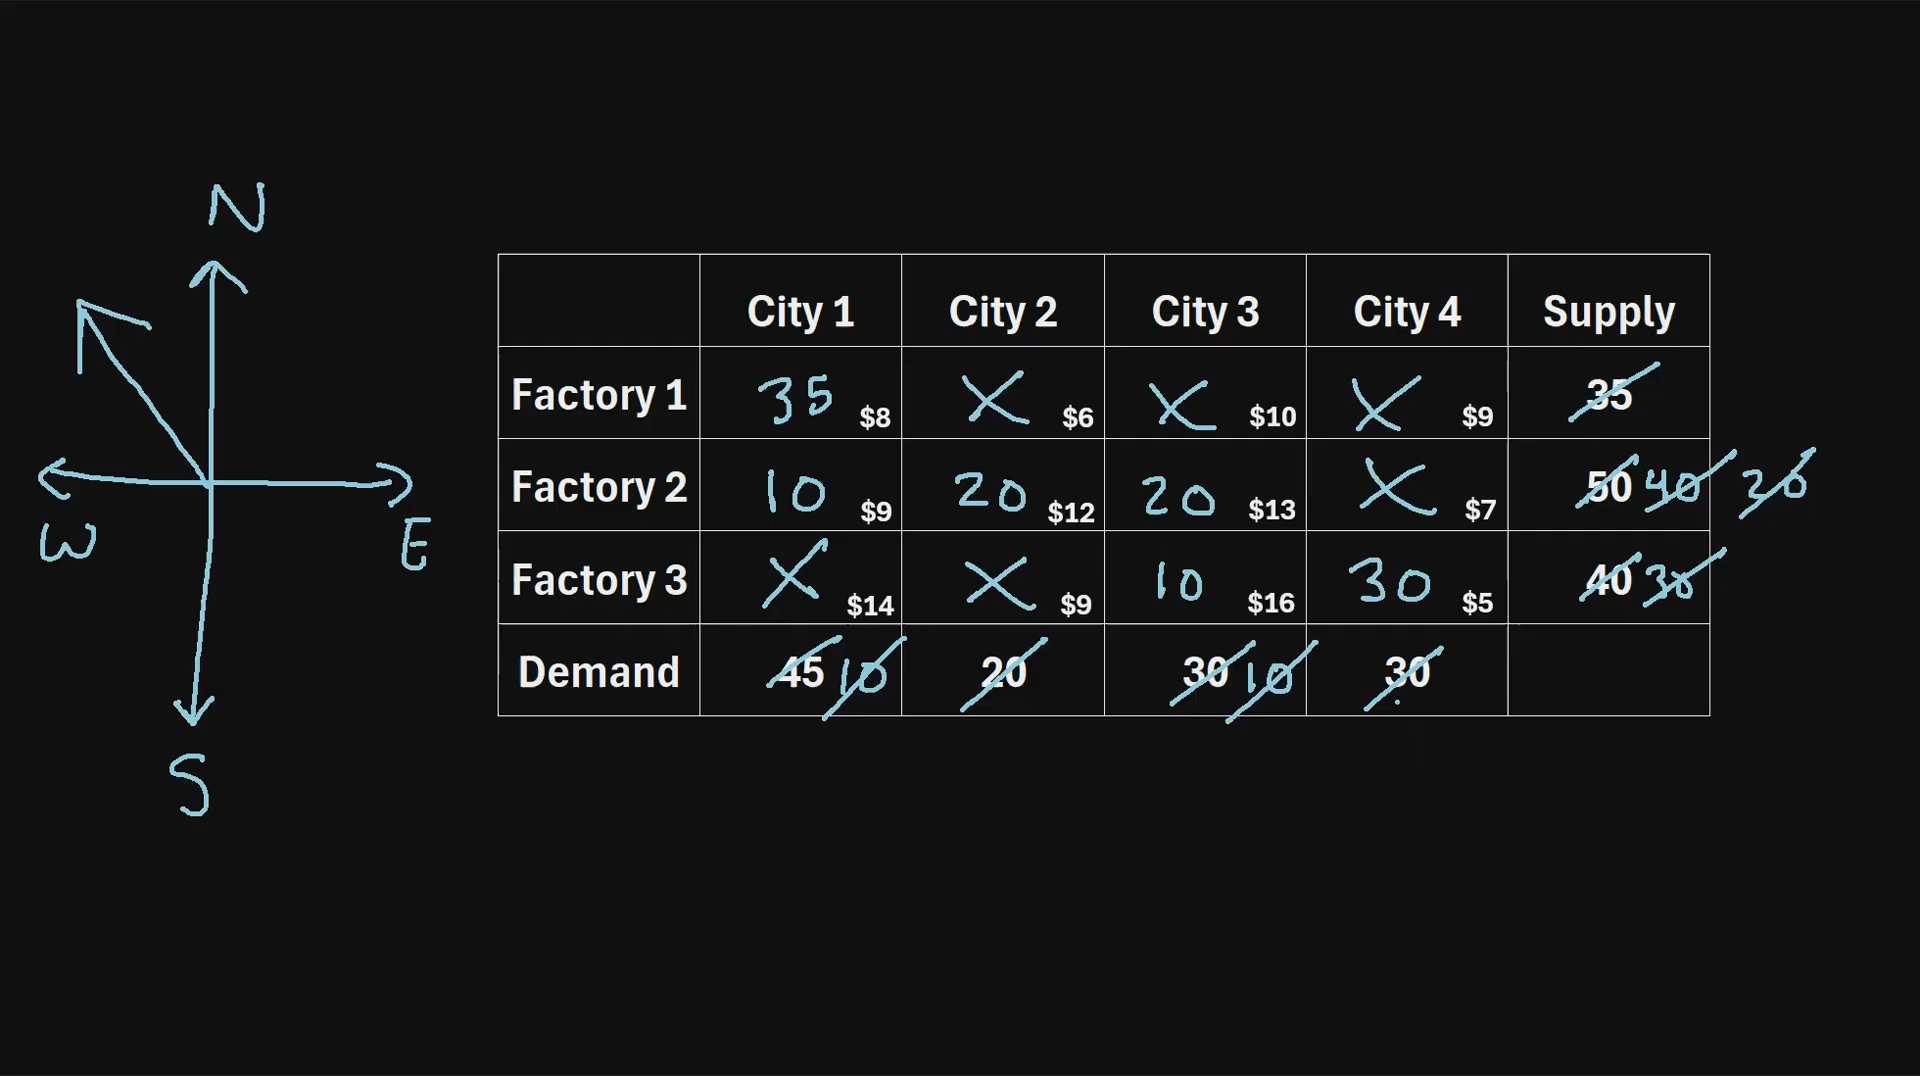 N
W
E
S
City 1 City 2 City 3 City 4 Supply
Factory 1 35 $8 X $6 X $10 X $9 35
Factory 2 10 $9 20 $12 20 $13 X $7 50 40 20
Factory 3 X $14 X $9 10 $16 30 $5 40 30
Demand 45 10 20 30 10 30